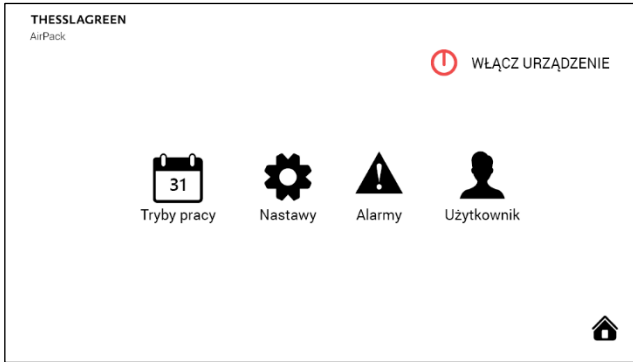 THESSLAGREEN
AirPack
WŁĄCZ URZĄDZENIE
31
Tryby pracy
Nastawy
Alarmy
Użytkownik